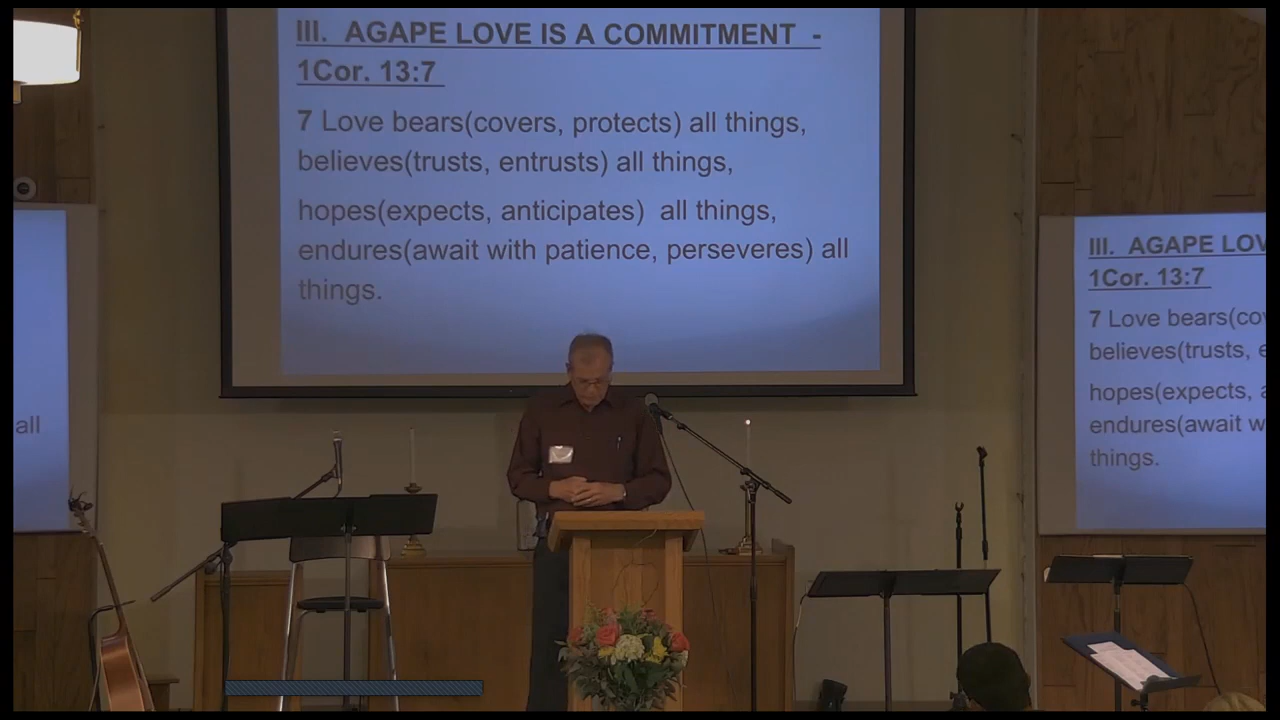 III. AGAPE LOVE IS A COMMITMENT -
1Cor. 13:7
7 Love bears(covers, protects) all things,
believes(trusts, entrusts) all things,
hopes(expects, anticipates) all things,
endures(await with patience, perseveres) all
things.
all
III. AGAPE LOV
1Cor. 13:7
7 Love bears(cov
believes(trusts, e
hopes(expects, a
endures(await w
things.